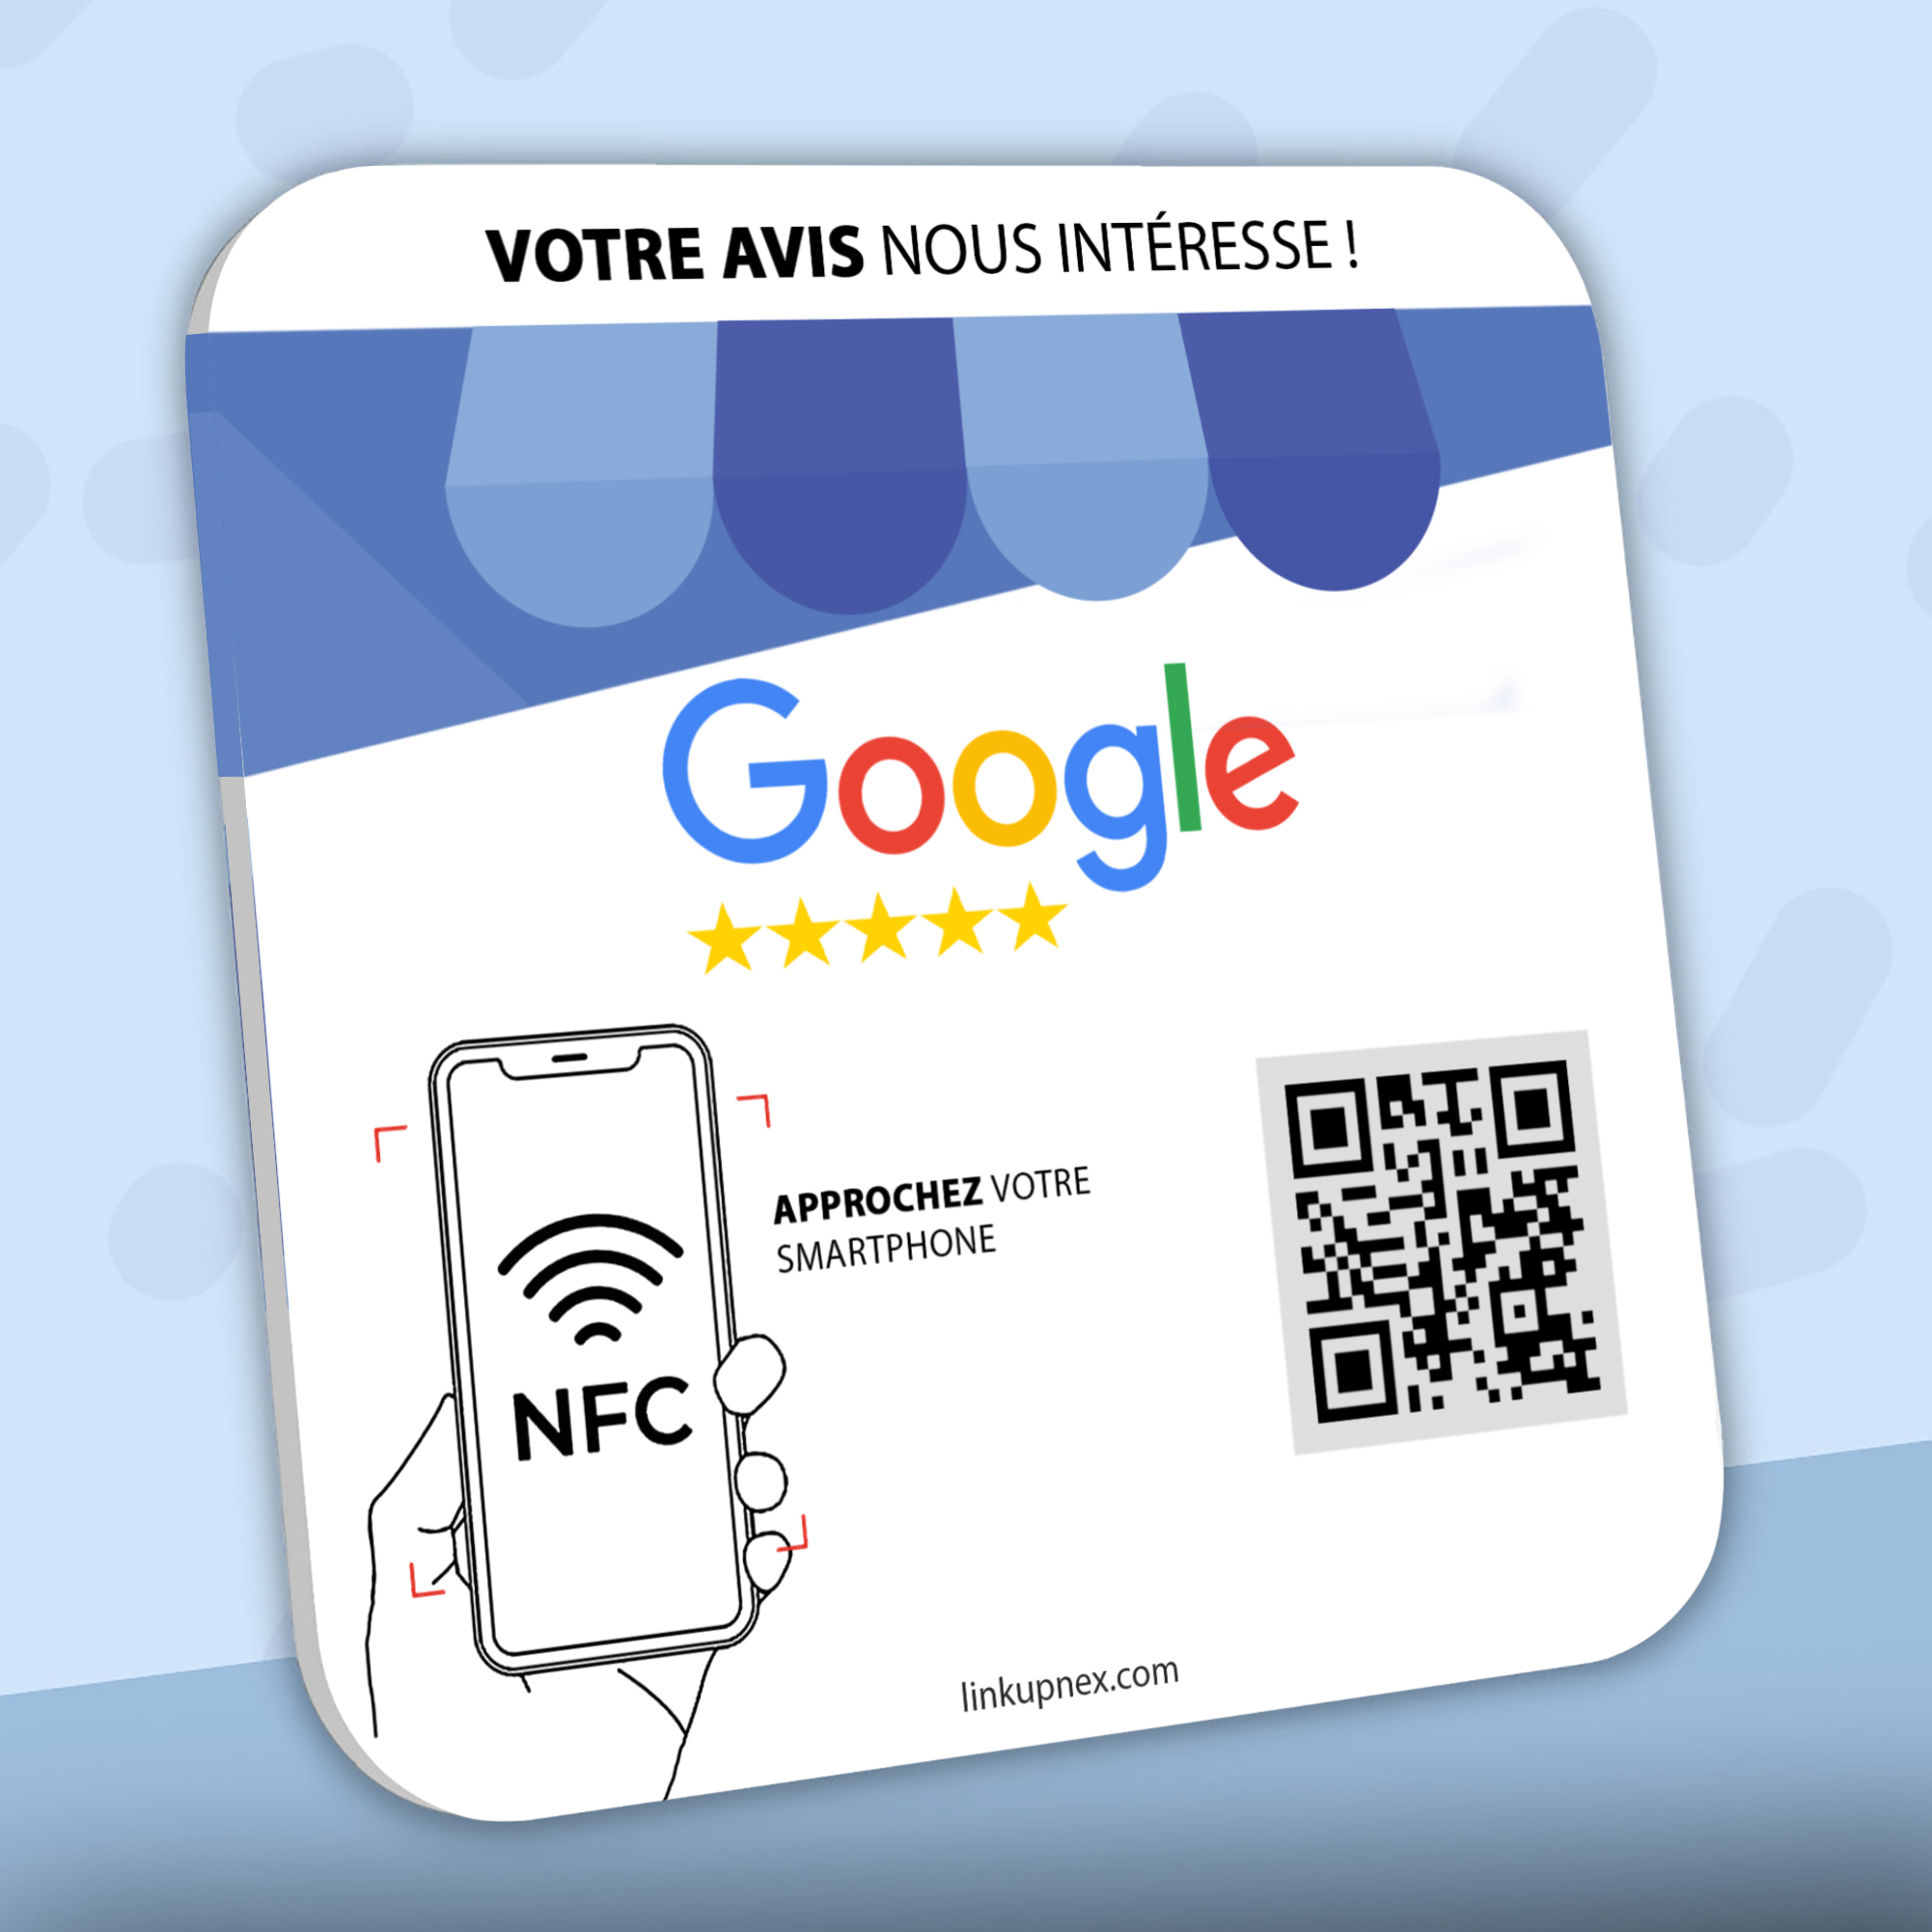 VOTRE AVIS NOUS INTÉRESSE !
Google
APPROCHEZ VOTRE
SMARTPHONE
NFC
linkupnex.com